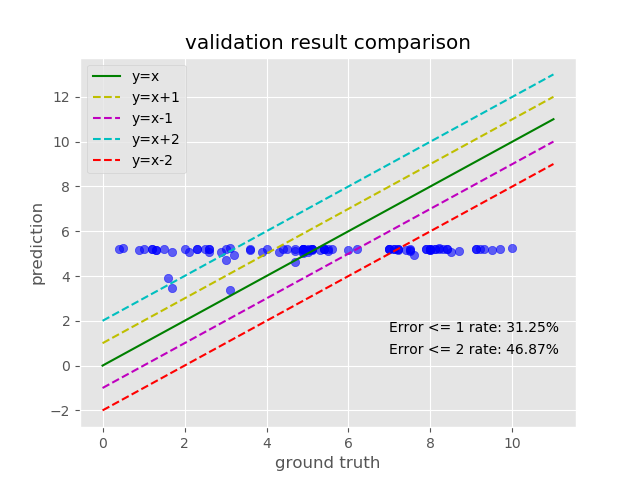 validation result comparison
y=x
y=x+1
y=x-1
y=x+2
y=x-2
12
10
8
6
4
2
0
−2
prediction
Error <= 1 rate: 31.25%
Error <= 2 rate: 46.87%
0 2 4 6 8 10
ground truth